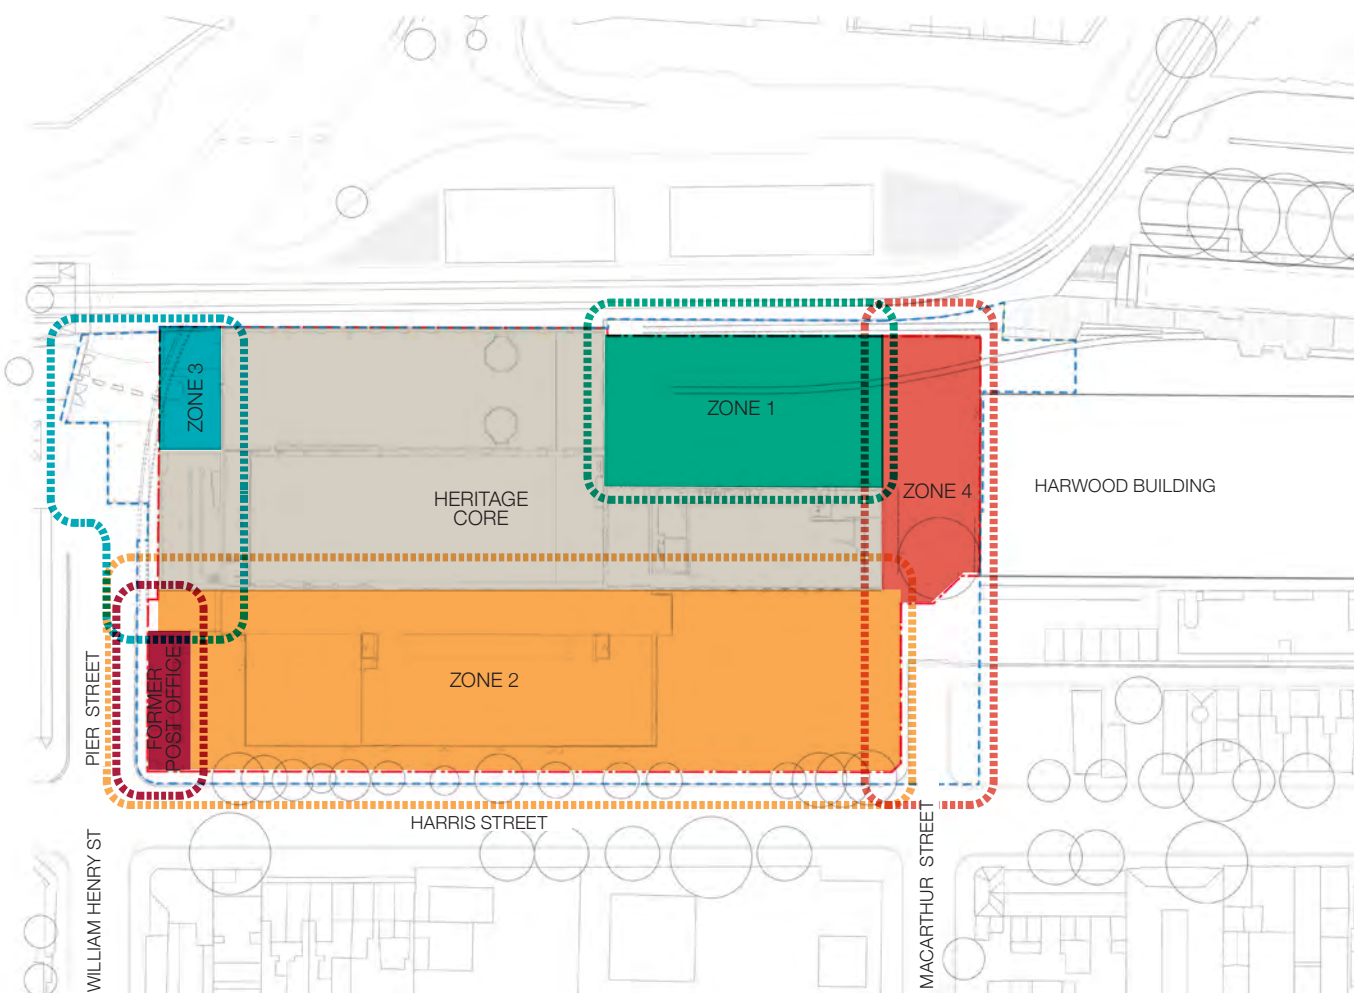 ZONE 3
ZONE 1
ZONE 4
HARWOOD BUILDING
HERITAGE
CORE
ZONE 2
FORMER
POST OFFICE
PIER STREET
HARRIS STREET
WILLIAM HENRY ST
MACARTHUR STREET